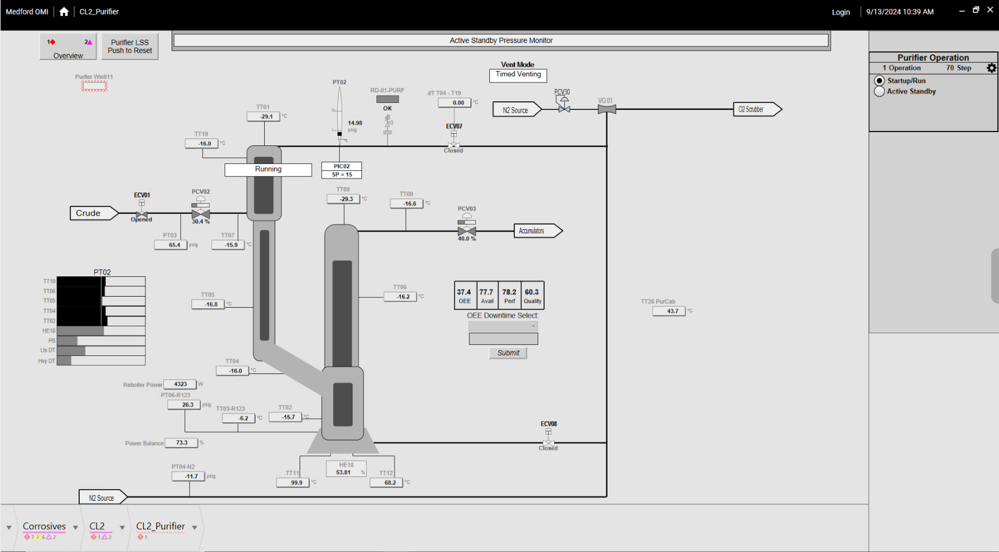 Medford OMI
CL2_Purifier
Login
9/13/2024 10:39 AM
1
2
Overview
Purifier LSS
Push to Reset
Active Standby Pressure Monitor
Purifier Operation
1 Operation
70 Step
Startup/Run
Active Standby
Purfier Win911
Vent Mode
Timed Venting
PT02
14.98
psig
RD-01-PURF
OK
dT T04 - T19
0.00 °C
ECV07
Closed
N2 Source
PCV30
VG 01
Cl2 Scrubber
TT01
-29.1 °C
TT19
-16.0 °C
Running
PIC02
SP = 15
ECV01
Opened
PCV02
30.4 %
Crude
PT03
65.4 psig
TT07
-15.9 °C
TT08
-29.3 °C
TT09
-16.6 °C
PCV03
40.0 %
Accumulators
PT02
TT19
TT06
TT05
TT04
TT02
HE18
PB
Lts DT
Hvy DT
TT05
-16.8 °C
TT06
-16.2 °C
37.4 77.7 78.2 60.3
OEE Avail Perf Quality
OEE Downtime Select:
Submit
TT26 PurCab
43.7 °C
TT04
-16.0 °C
Reboiler Power 4323 W
PT06-R123
26.3 psig
TT03-R123
-6.2 °C
TT02
-15.7 °C
Power Balance 73.3 %
ECV08
Closed
PT04-N2
-11.7 psig
TT11
99.9 °C
HE18
53.81 %
TT12
68.2 °C
N2 Source
Corrosives
7 2 6 2
CL2
1 2
CL2_Purifier
1